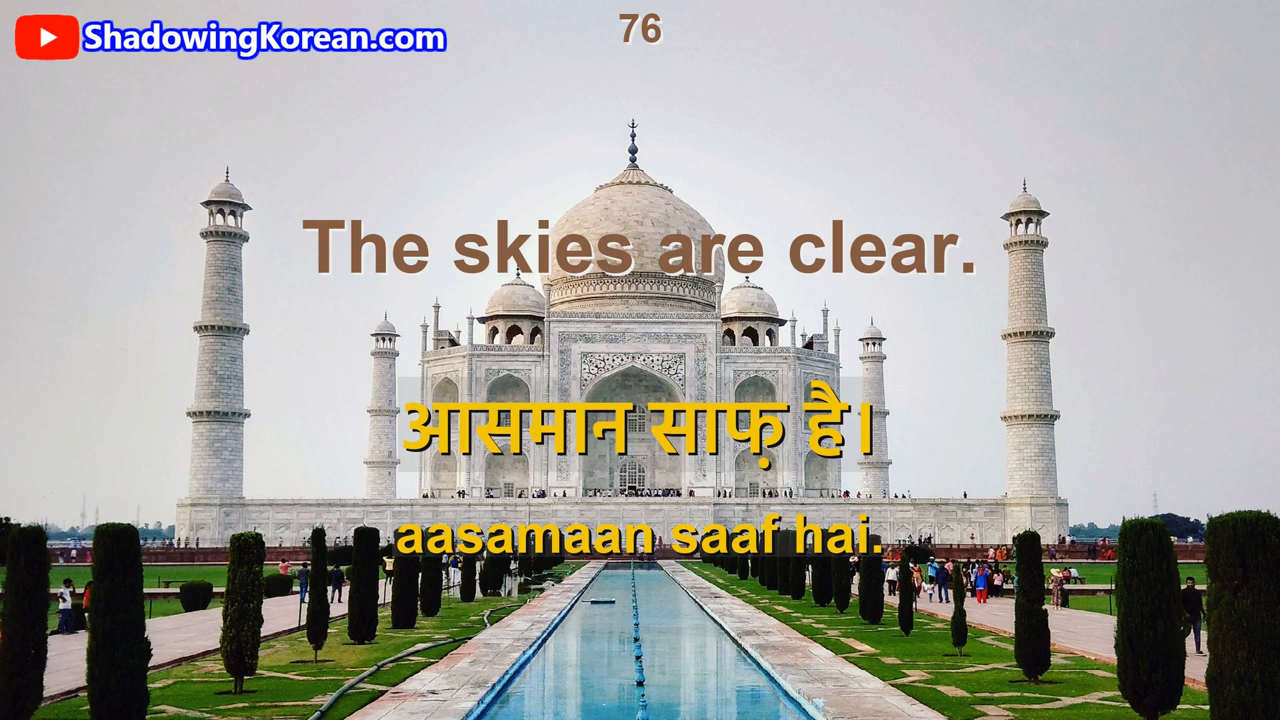 ShadowingKorean.com
76
The skies are clear.
आसमान साफ़ है।
aasamaan saaf hai.